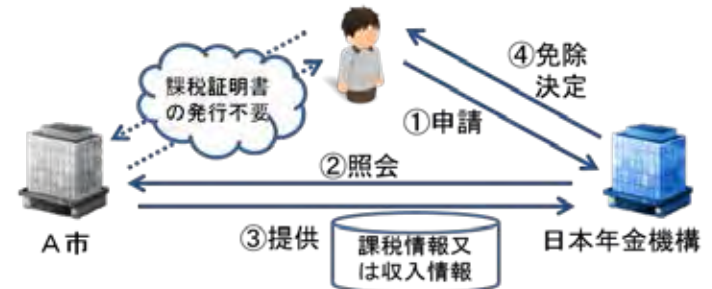 課税証明書
の発行不要
④免除
決定
①申請
②照会
A市
③提供
課税情報又
は収入情報
日本年金機構